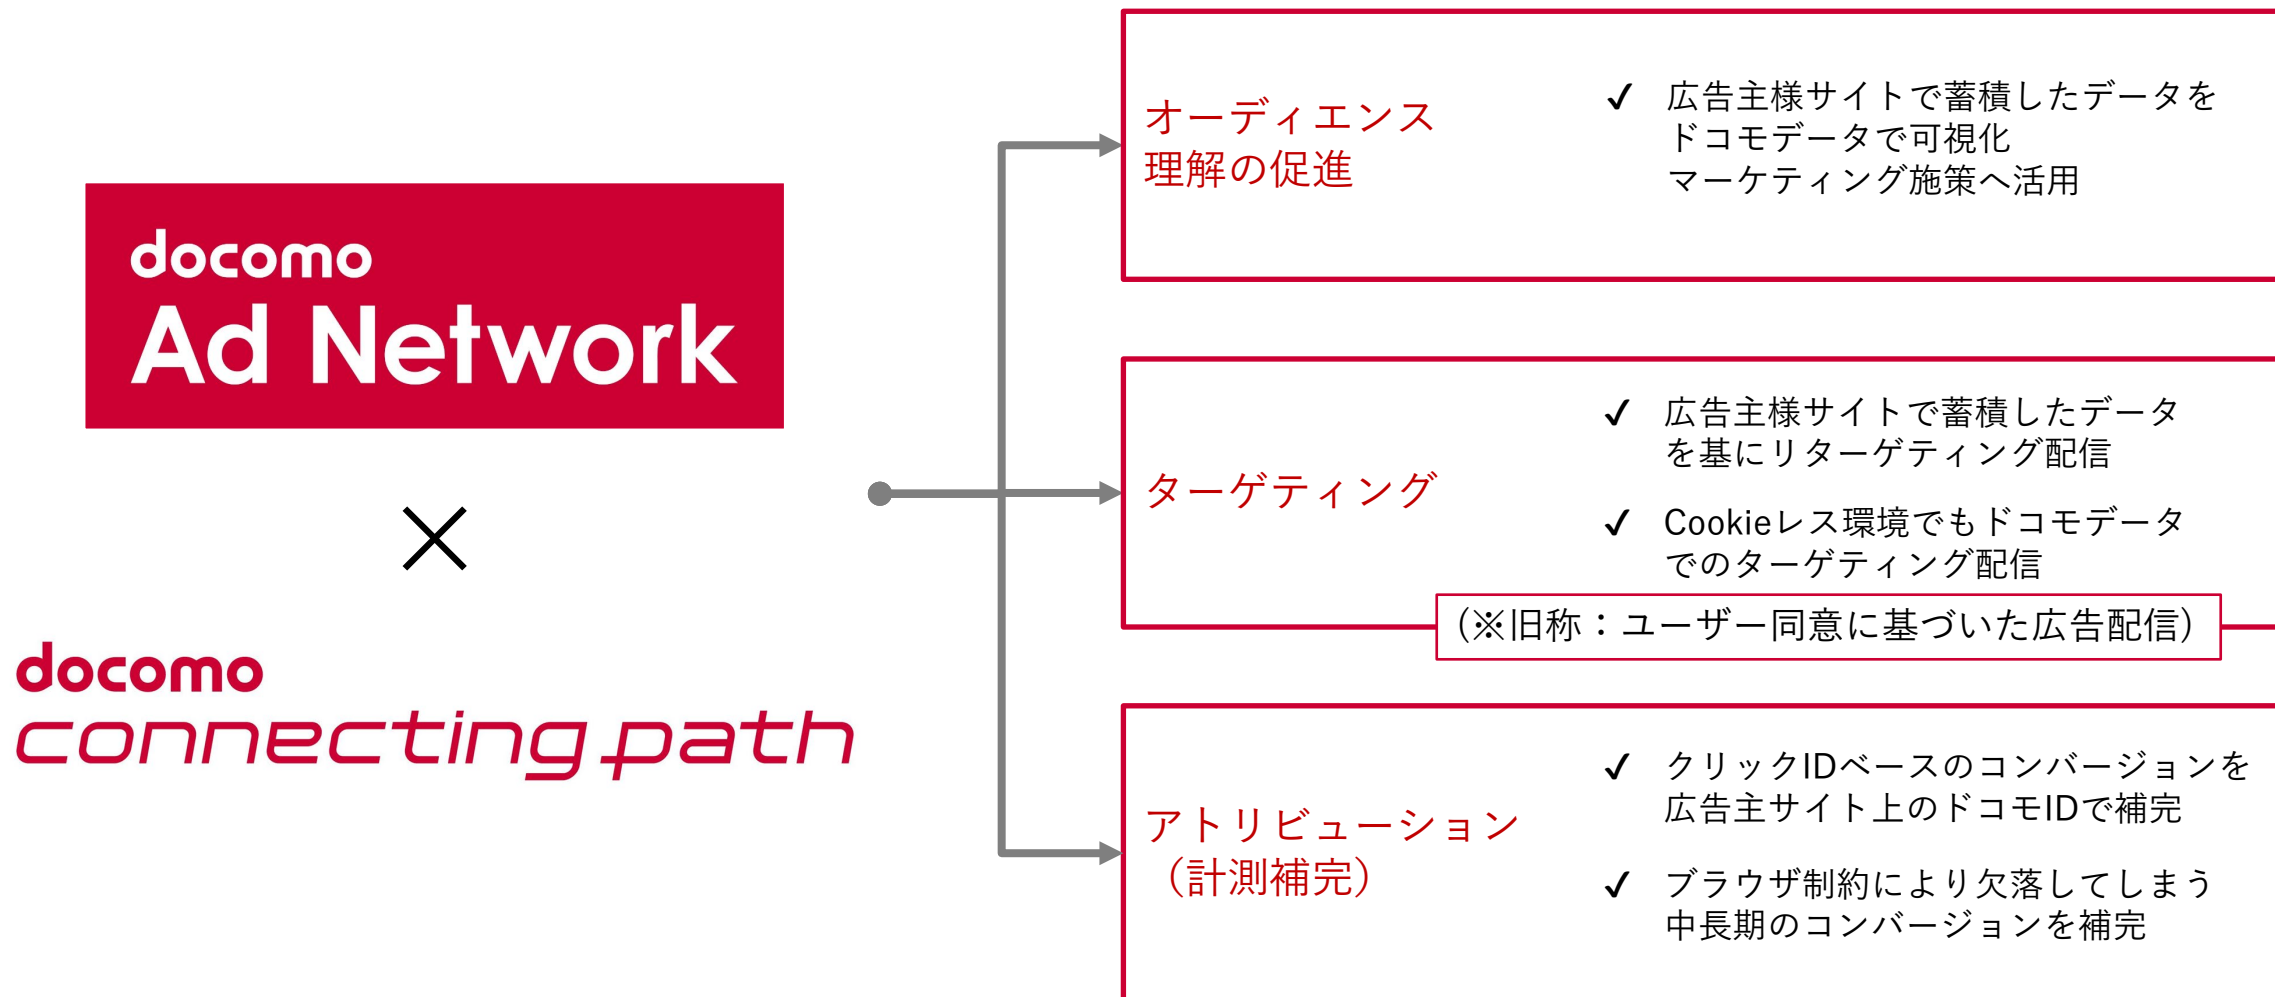 docomo
Ad Network
×
docomo
connecting path
オーディエンス
理解の促進
✓ 広告主様サイトで蓄積したデータを
ドコモデータで可視化
マーケティング施策へ活用
ターゲティング
✓ 広告主様サイトで蓄積したデータ
を基にリターゲティング配信
✓ Cookieレス環境でもドコモデータ
でのターゲティング配信
(※旧称：ユーザー同意に基づいた広告配信)
アトリビューション
（計測補完）
✓ クリックIDベースのコンバージョンを
広告主サイト上のドコモIDで補完
✓ ブラウザ制約により欠落してしまう
中長期のコンバージョンを補完